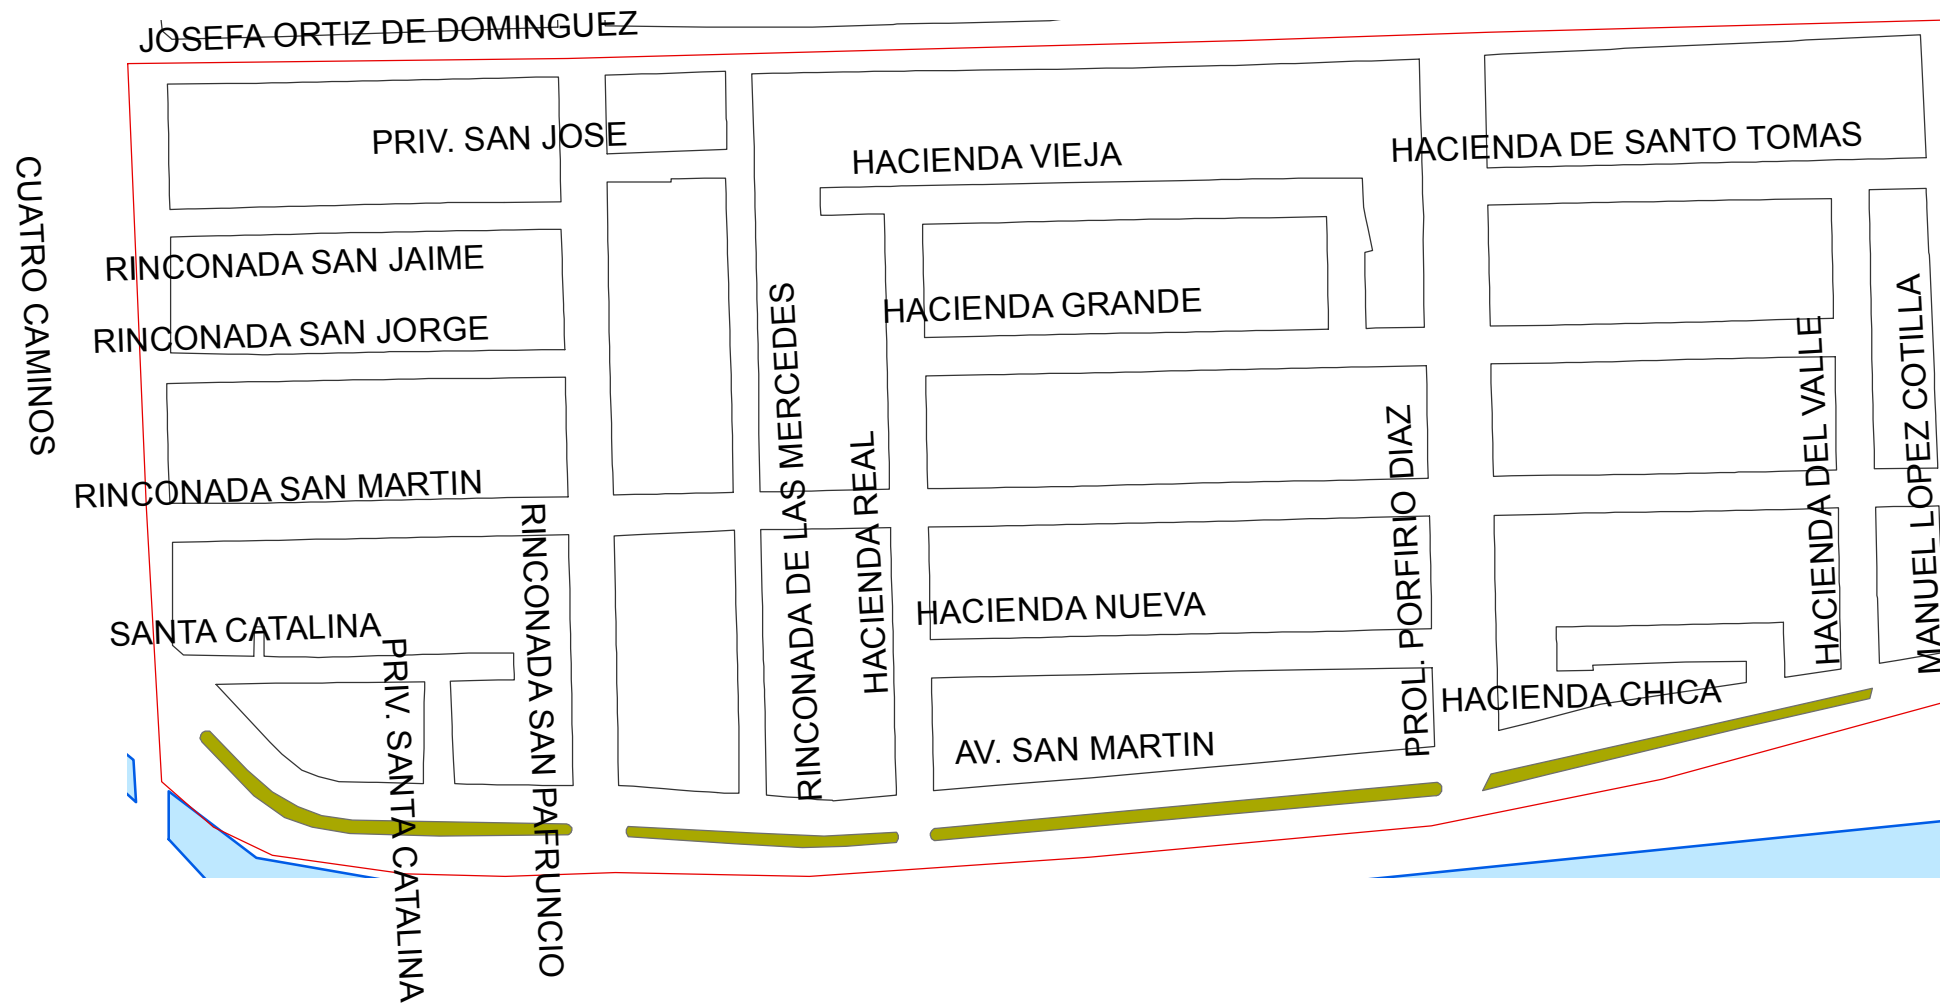 JOSEFA ORTIZ DE DOMINGUEZ
PRIV. SAN JOSE
HACIENDA VIEJA
HACIENDA DE SANTO TOMAS
CUATRO CAMINOS
RINCONADA SAN JAIME
RINCONADA SAN JORGE
HACIENDA GRANDE
RINCONADA DE LAS MERCEDES
HACIENDA REAL
PROL. PORFIRIO DIAZ
HACIENDA DEL VALLE
MANUEL LOPEZ COTILLA
RINCONADA SAN MARTIN
RINCONADA SAN PAFRUNCIO
SANTA CATALINA
PRIV. SANTA CATALINA
HACIENDA NUEVA
HACIENDA CHICA
AV. SAN MARTIN